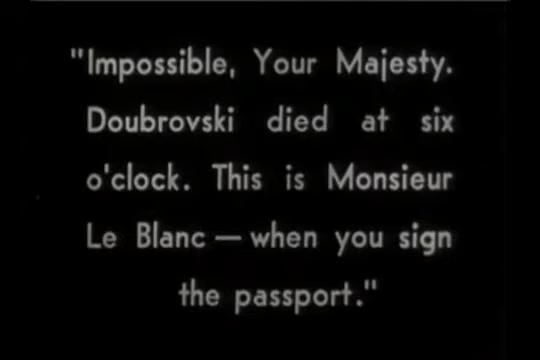 "Impossible, Your Majesty.
Doubrovski died at six
o'clock. This is Monsieur
Le Blanc — when you sign
the passport."